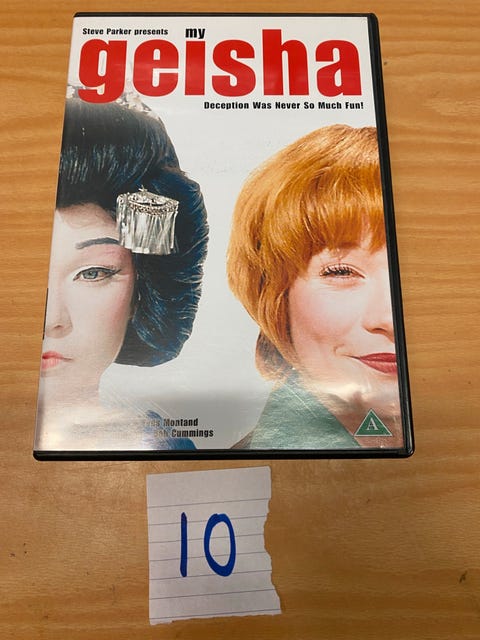 Steve Parker presents my
geisha
Deception Was Never So Much Fun!
Montand
Cummings
A
10